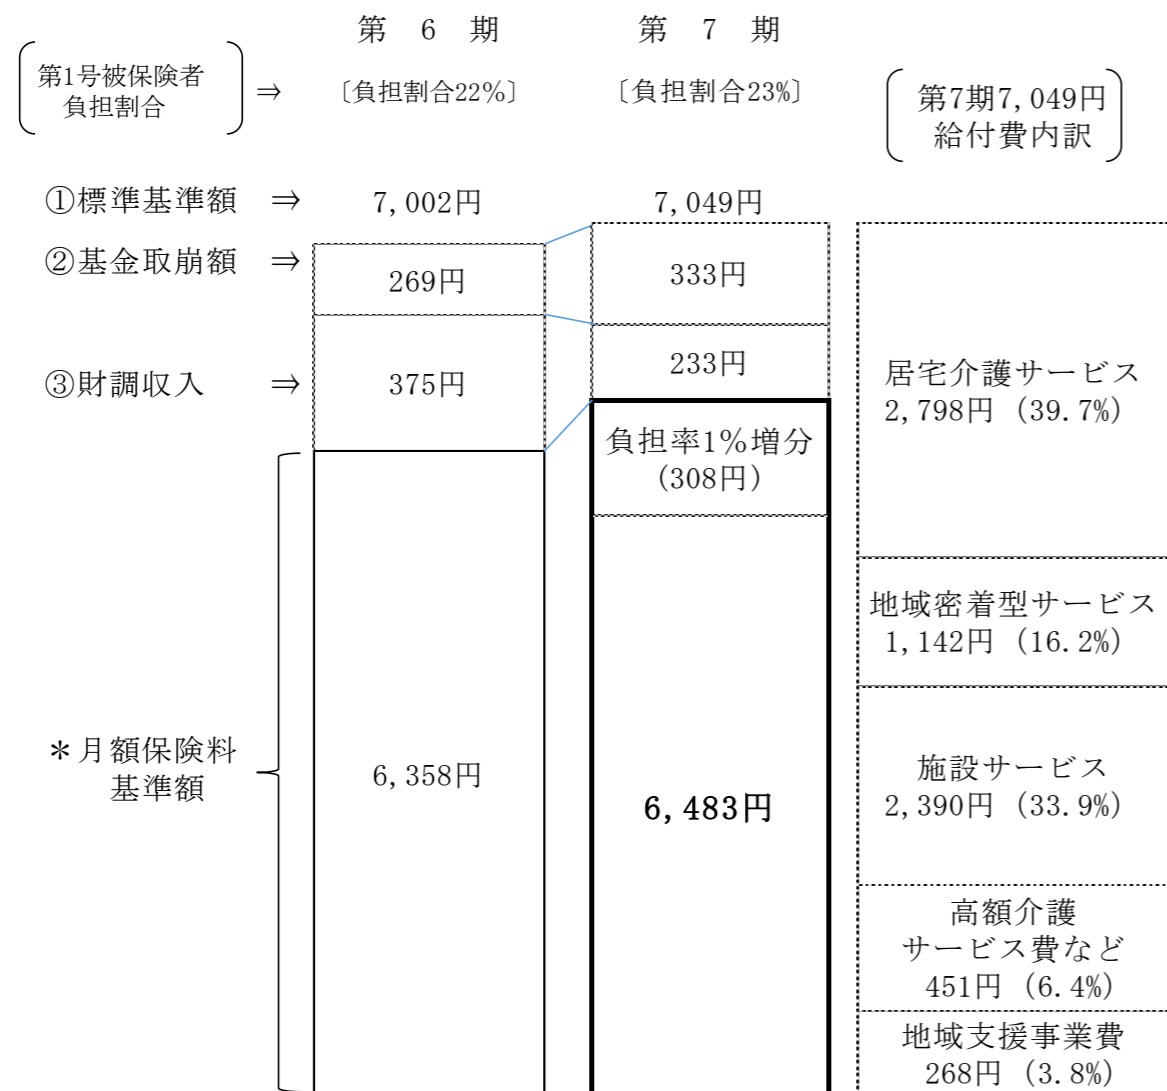 第 6 期
第 7 期
第1号被保険者
負担割合
⇒
〔負担割合22%〕
〔負担割合23%〕
第7期7,049円
給付費内訳
①標準基準額 ⇒ 7,002円 7,049円
②基金取崩額 ⇒
269円
333円
③財調収入 ⇒
375円
233円
負担率1%増分
(308円)
＊月額保険料
基準額
6,358円
6,483円
居宅介護サービス
2,798円 (39.7%)
地域密着型サービス
1,142円 (16.2%)
施設サービス
2,390円 (33.9%)
高額介護
サービス費など
451円 (6.4%)
地域支援事業費
268円 (3.8%)